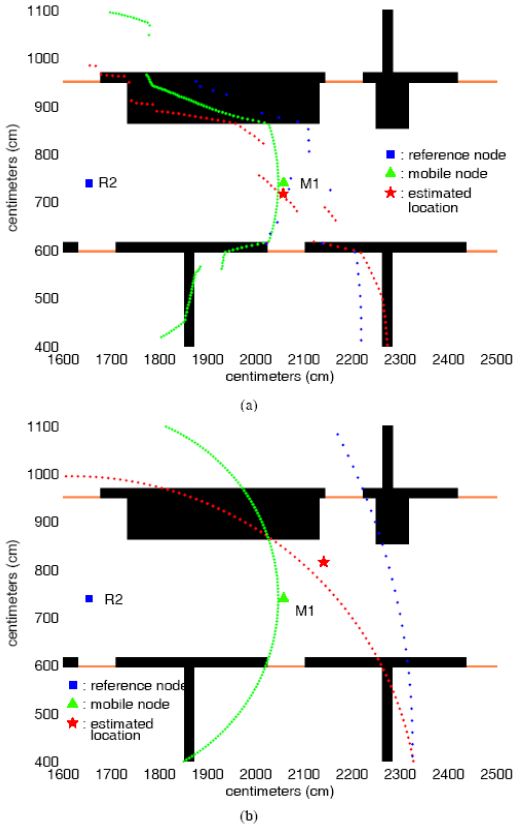 1100
1000
900
800
700
600
500
400
centimeters (cm)
R2
M1
: reference node
: mobile node
: estimated
location
1600 1700 1800 1900 2000 2100 2200 2300 2400 2500
centimeters (cm)
(a)
1100
1000
900
800
700
600
500
400
centimeters (cm)
R2
M1
: reference node
: mobile node
: estimated
location
1600 1700 1800 1900 2000 2100 2200 2300 2400 2500
centimeters (cm)
(b)